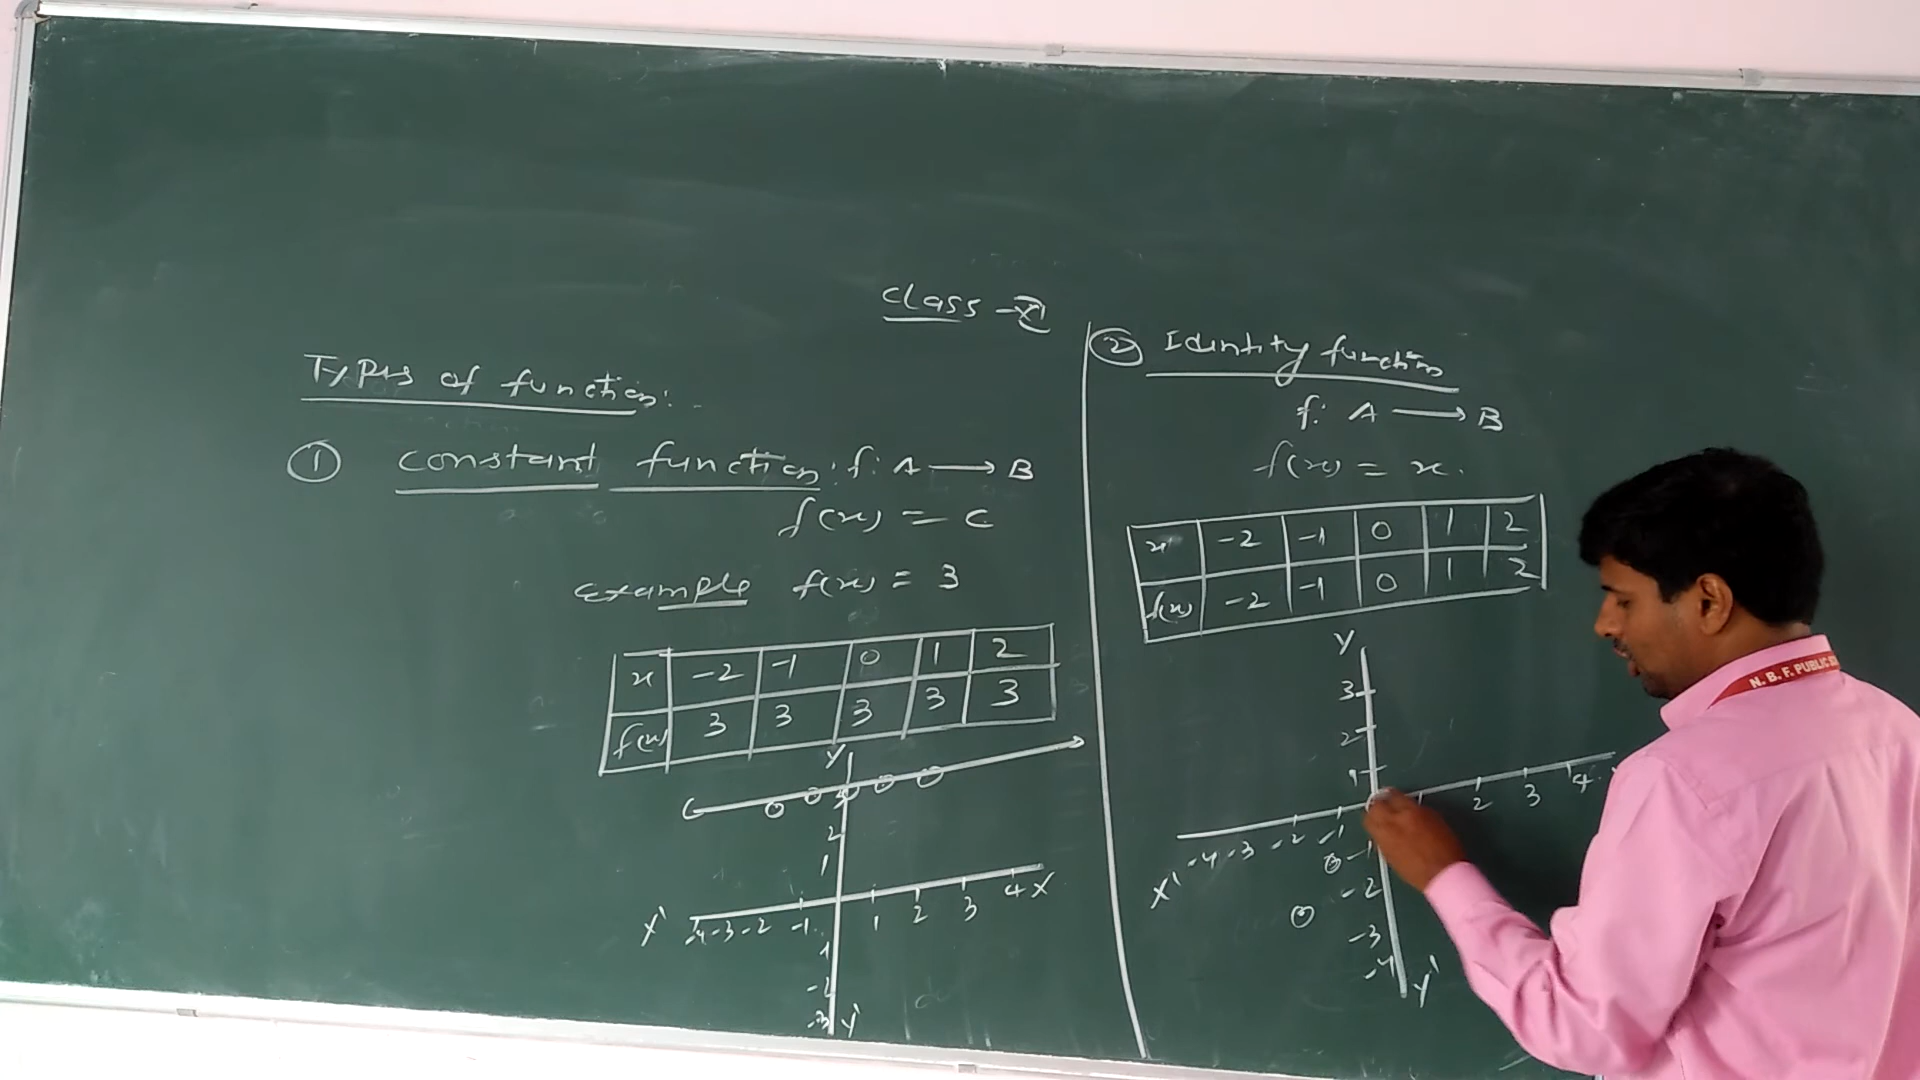 Class - XI
Types of function:
① constant function: f: A ⟶ B
f(x) = c
Example f(x) = 3
x -2 -1 0 1 2
f(x) 3 3 3 3 3
Y
3
2
1
X' -4 -3 -2 -1 1 2 3 4 X
-1
-2
-3 Y'
② Identity function
f: A ⟶ B
f(x) = x.
x -2 -1 0 1 2
f(x) -2 -1 0 1 2
Y
3
2
1
X' -4 -3 -2 -1 2 3 4
-1
-2
-3
-4 Y'
N. B. F. PUBLIC